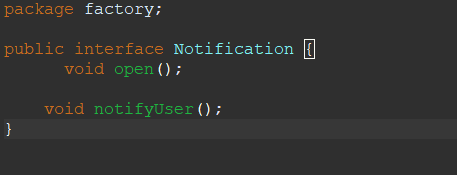 package factory;
public interface Notification {
void open();
void notifyUser();
}